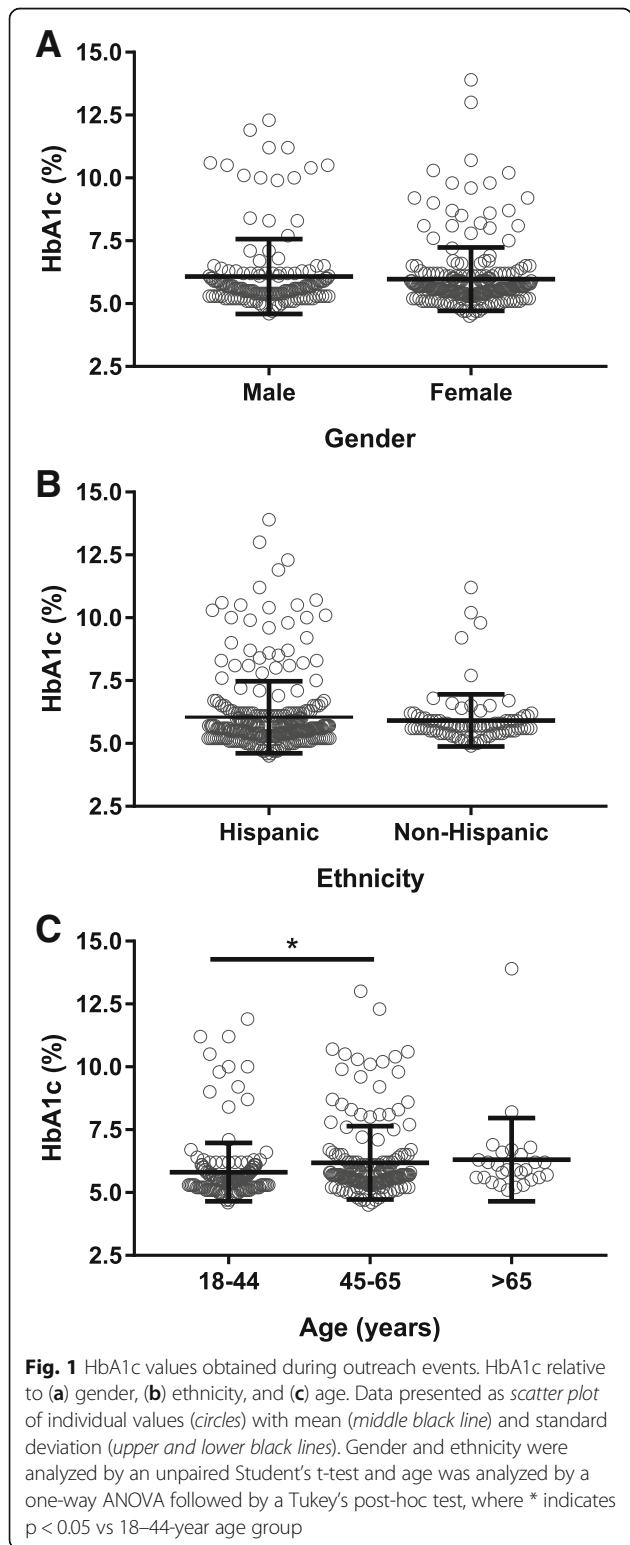 A
15.0
12.5
10.0
7.5
5.0
2.5
HbA1c (%)
Male Female
Gender
B
15.0
12.5
10.0
7.5
5.0
2.5
HbA1c (%)
Hispanic Non-Hispanic
Ethnicity
C
15.0
12.5
10.0
7.5
5.0
2.5
HbA1c (%)
*
18-44 45-65 >65
Age (years)
Fig. 1 HbA1c values obtained during outreach events. HbA1c relative
to (a) gender, (b) ethnicity, and (c) age. Data presented as scatter plot
of individual values (circles) with mean (middle black line) and standard
deviation (upper and lower black lines). Gender and ethnicity were
analyzed by an unpaired Student’s t-test and age was analyzed by a
one-way ANOVA followed by a Tukey’s post-hoc test, where * indicates
p < 0.05 vs 18–44-year age group